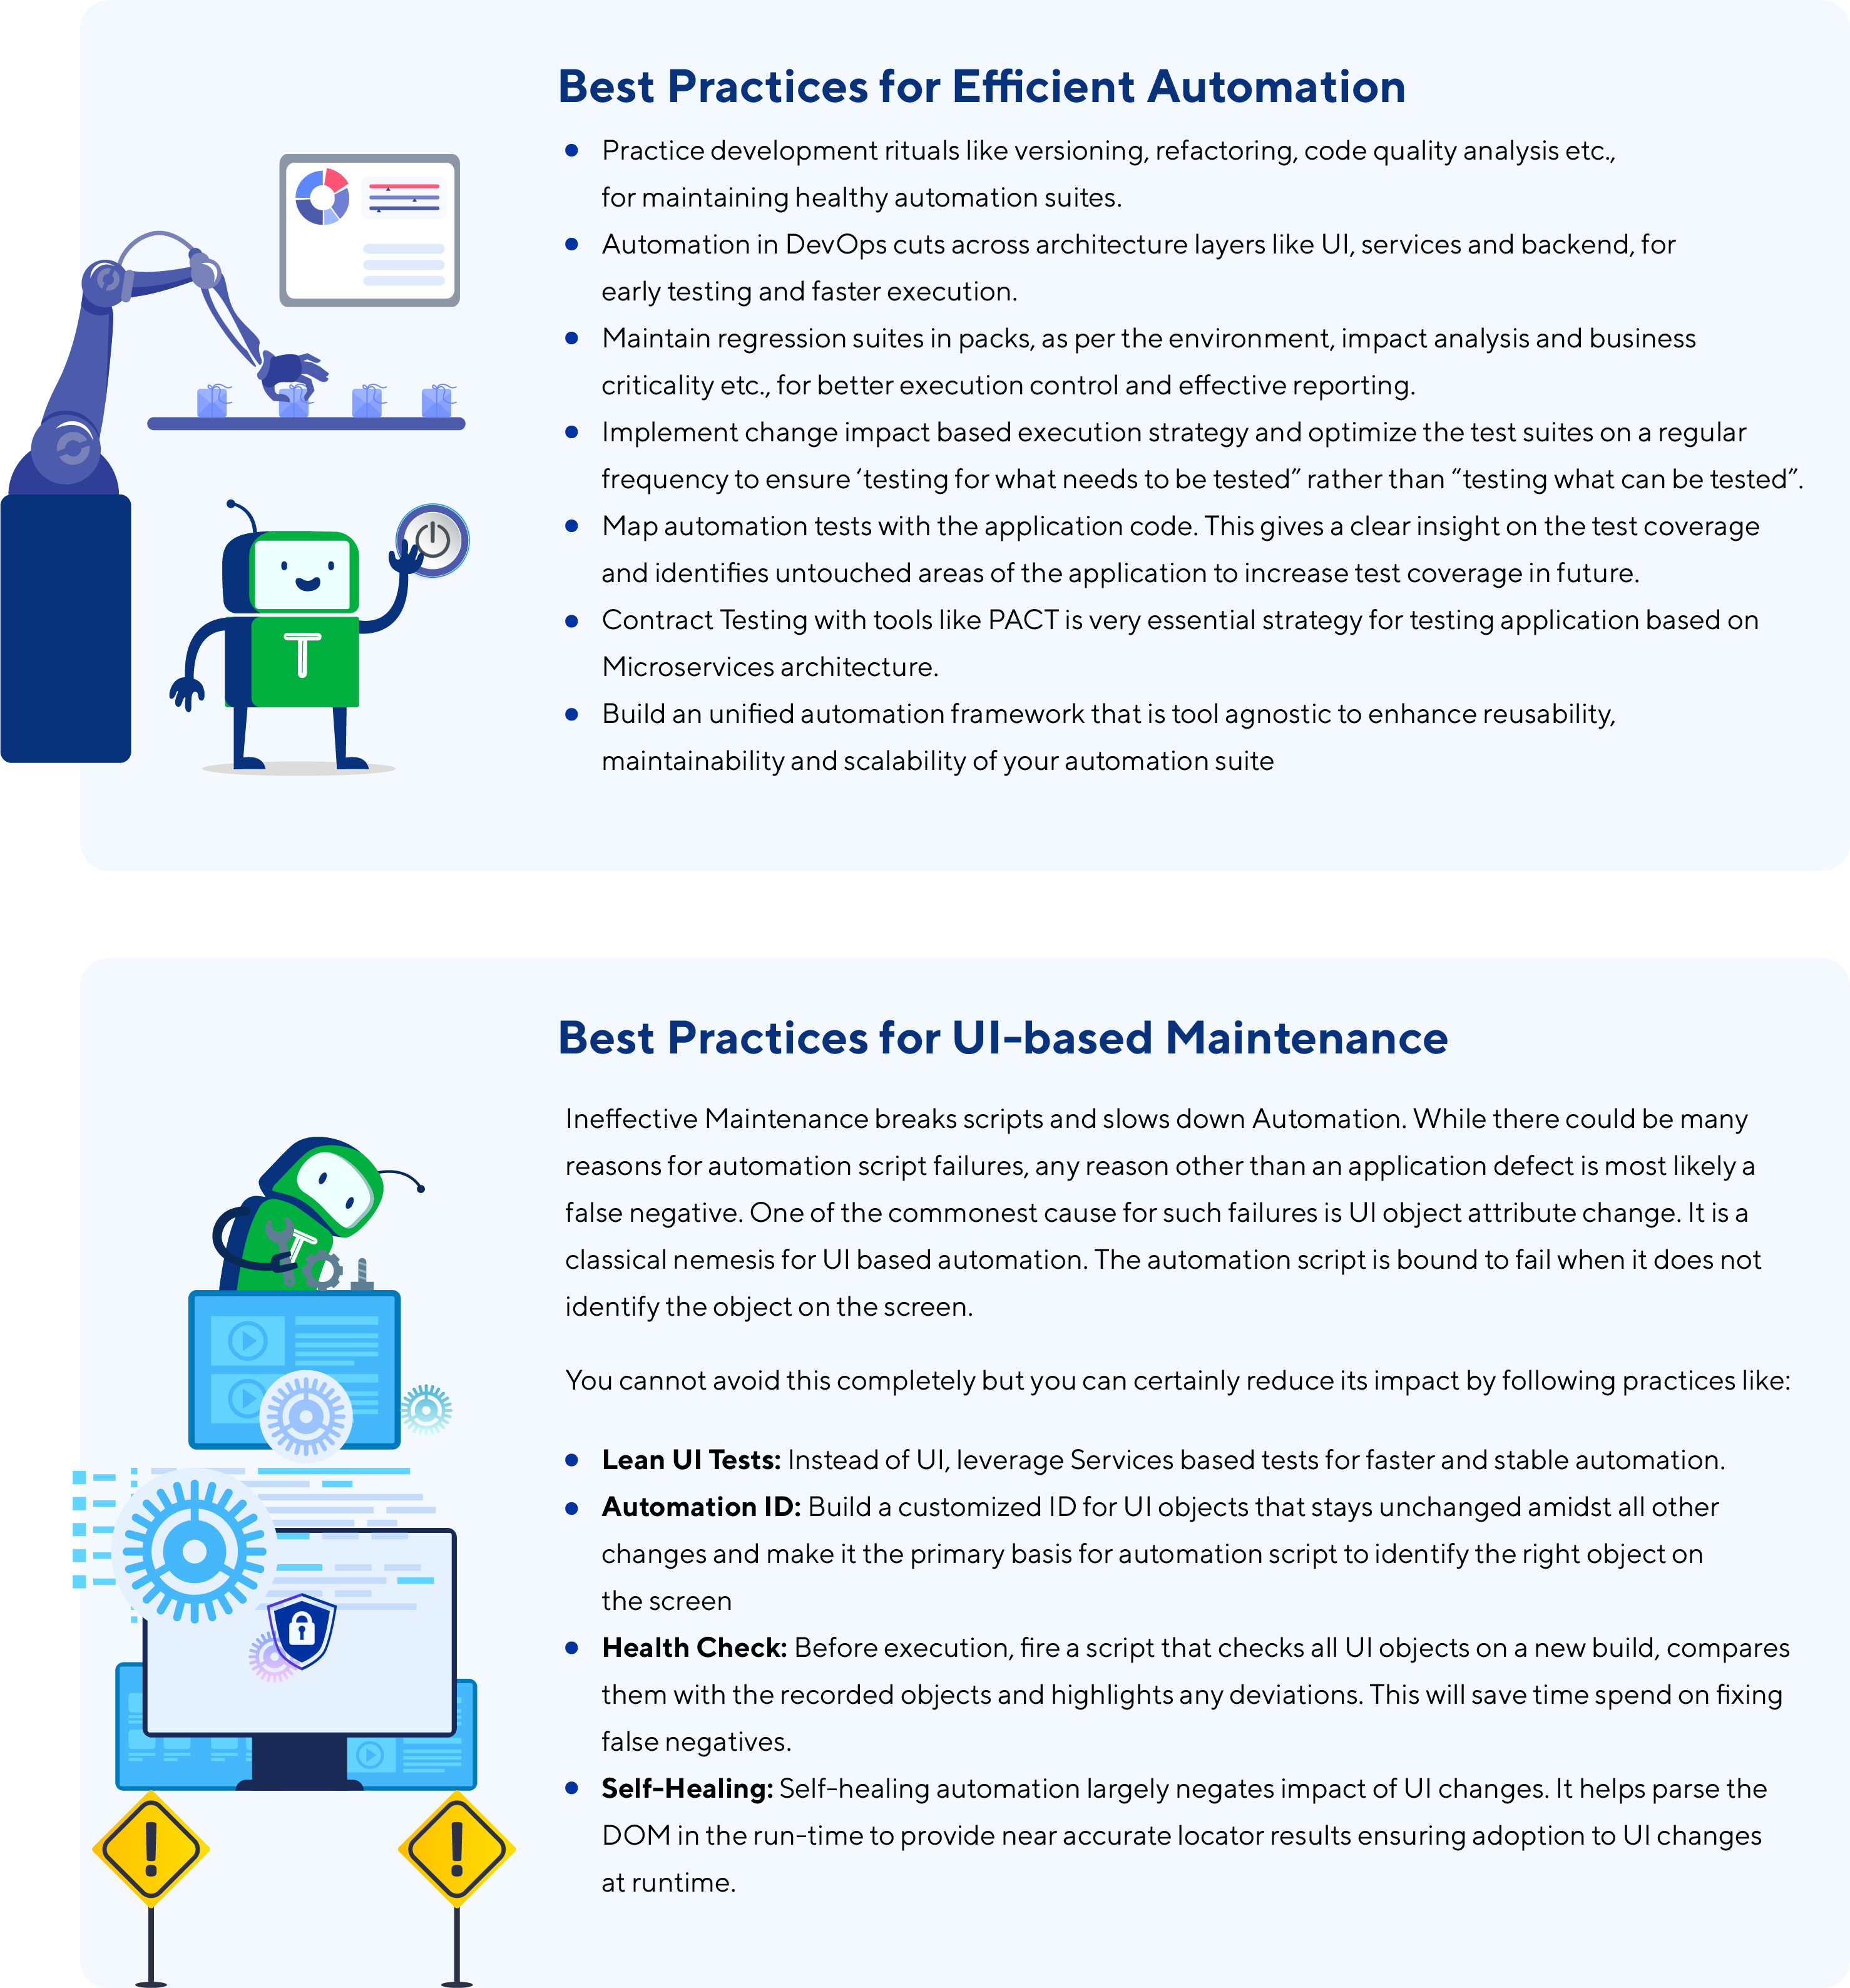 Best Practices for Efficient Automation
Practice development rituals like versioning, refactoring, code quality analysis etc.,
for maintaining healthy automation suites.
Automation in DevOps cuts across architecture layers like UI, services and backend, for
early testing and faster execution.
Maintain regression suites in packs, as per the environment, impact analysis and business
criticality etc., for better execution control and effective reporting.
Implement change impact based execution strategy and optimize the test suites on a regular
frequency to ensure ‘testing for what needs to be tested” rather than “testing what can be tested”.
Map automation tests with the application code. This gives a clear insight on the test coverage
and identifies untouched areas of the application to increase test coverage in future.
Contract Testing with tools like PACT is very essential strategy for testing application based on
Microservices architecture.
Build an unified automation framework that is tool agnostic to enhance reusability,
maintainability and scalability of your automation suite
T
Best Practices for UI-based Maintenance
Ineffective Maintenance breaks scripts and slows down Automation. While there could be many
reasons for automation script failures, any reason other than an application defect is most likely a
false negative. One of the commonest cause for such failures is UI object attribute change. It is a
classical nemesis for UI based automation. The automation script is bound to fail when it does not
identify the object on the screen.
You cannot avoid this completely but you can certainly reduce its impact by following practices like:
Lean UI Tests: Instead of UI, leverage Services based tests for faster and stable automation.
Automation ID: Build a customized ID for UI objects that stays unchanged amidst all other
changes and make it the primary basis for automation script to identify the right object on
the screen
Health Check: Before execution, fire a script that checks all UI objects on a new build, compares
them with the recorded objects and highlights any deviations. This will save time spend on fixing
false negatives.
Self-Healing: Self-healing automation largely negates impact of UI changes. It helps parse the
DOM in the run-time to provide near accurate locator results ensuring adoption to UI changes
at runtime.
T
!
!